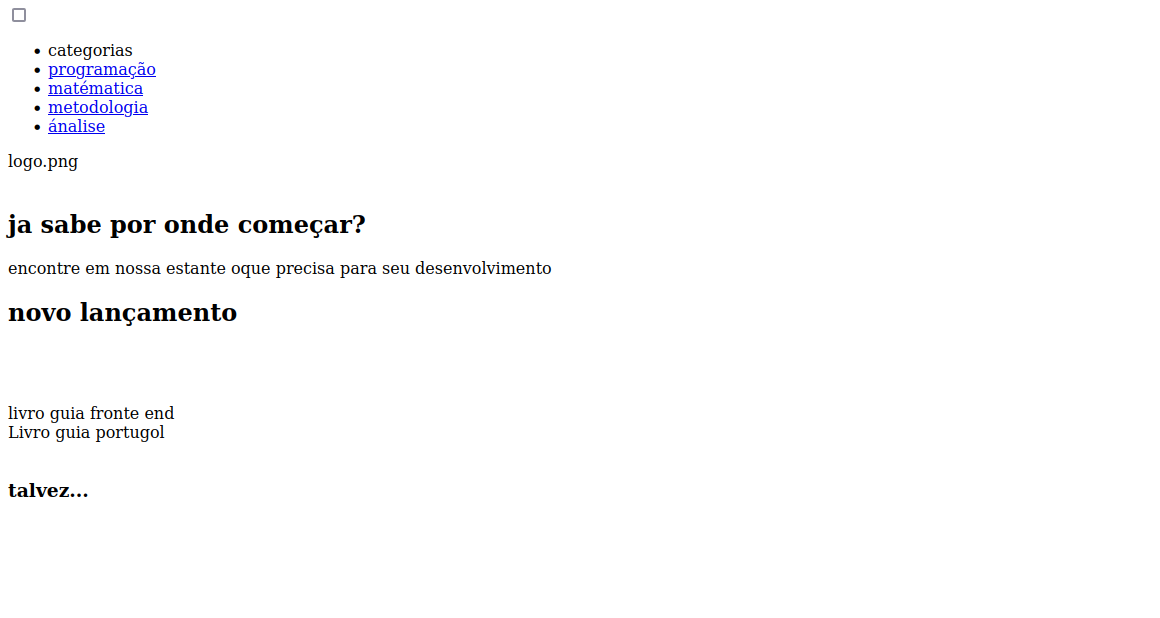 categorias
programação
matématica
metodologia
ánalise
logo.png
ja sabe por onde começar?
encontre em nossa estante oque precisa para seu desenvolvimento
novo lançamento
livro guia fronte end
Livro guia portugol
talvez...